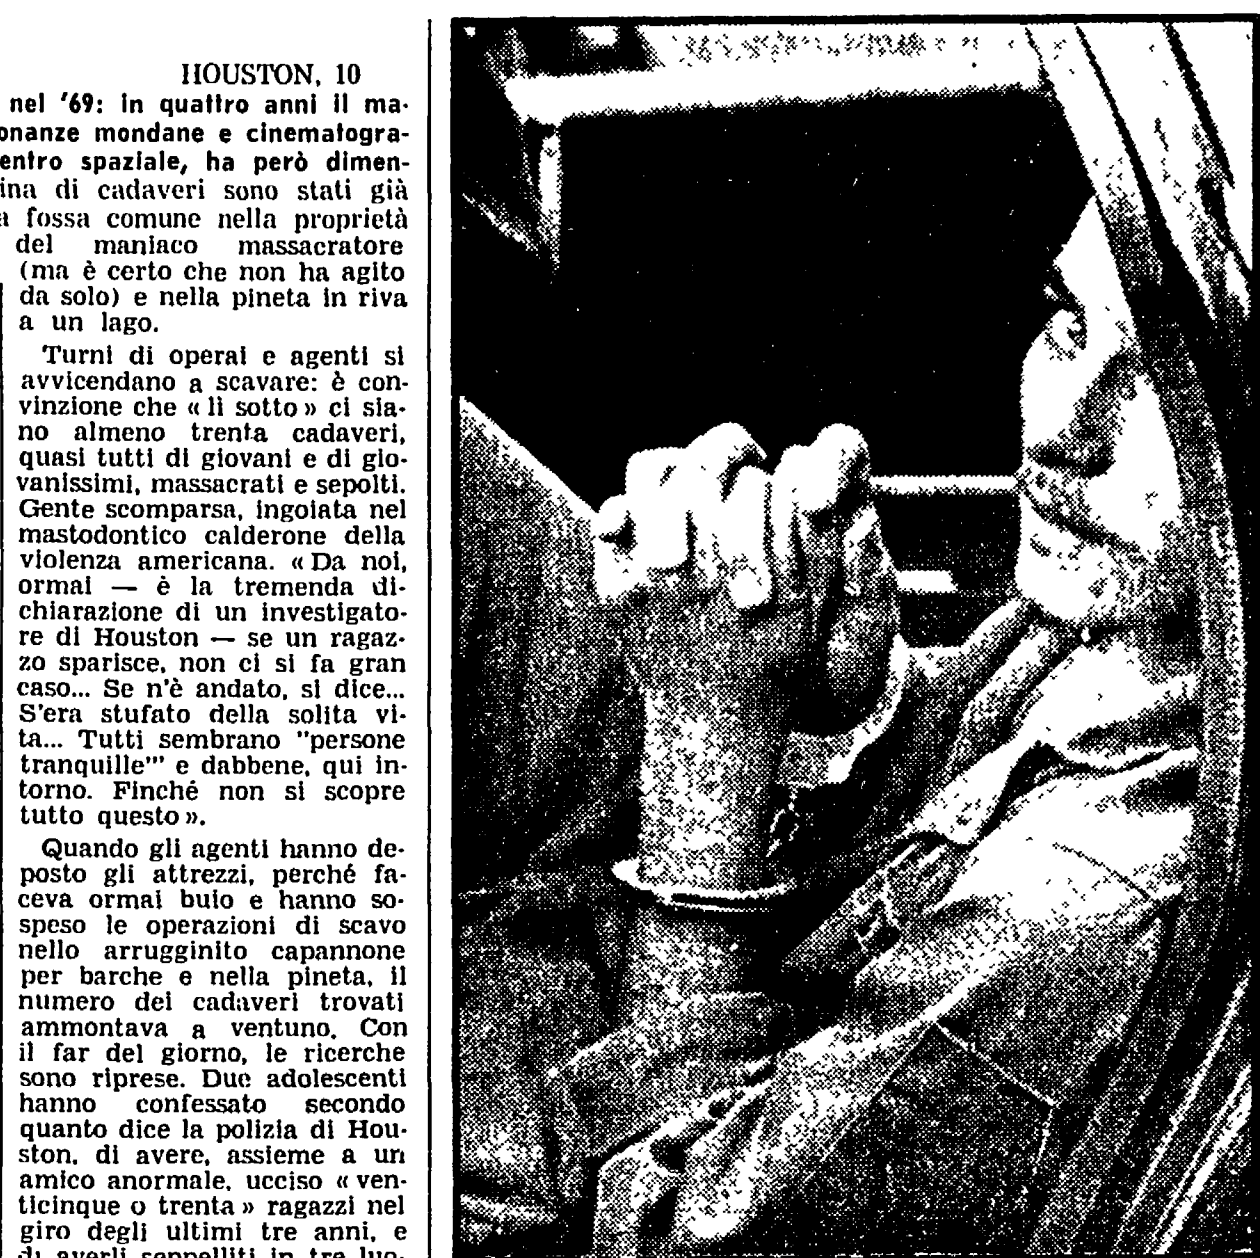 HOUSTON, 10
nel '69: in quattro anni il ma-
onanze mondane e cinematogra-
entro spaziale, ha però dimen-
ina di cadaveri sono stati già
a fossa comune nella proprietà
del maniaco massacratore
(ma è certo che non ha agito
da solo) e nella pineta in riva
a un lago.
Turni di operai e agenti si
avvicendano a scavare: è con-
vinzione che « lì sotto » ci sia-
no almeno trenta cadaveri,
quasi tutti di giovani e di gio-
vanissimi, massacrati e sepolti.
Gente scomparsa, ingoiata nel
mastodontico calderone della
violenza americana. « Da noi,
ormai — è la tremenda di-
chiarazione di un investigato-
re di Houston — se un ragaz-
zo sparisce, non ci si fa gran
caso... Se n'è andato, si dice...
S'era stufato della solita vi-
ta... Tutti sembrano "persone
tranquille"' e dabbene, qui in-
torno. Finché non si scopre
tutto questo ».
Quando gli agenti hanno de-
posto gli attrezzi, perché fa-
ceva ormai buio e hanno so-
speso le operazioni di scavo
nello arrugginito capannone
per barche e nella pineta, il
numero dei cadaveri trovati
ammontava a ventuno. Con
il far del giorno, le ricerche
sono riprese. Due adolescenti
hanno confessato secondo
quanto dice la polizia di Hou-
ston, di avere, assieme a un
amico anormale, ucciso « ven-
ticinque o trenta » ragazzi nel
giro degli ultimi tre anni, e
di averli seppelliti in tre luo-